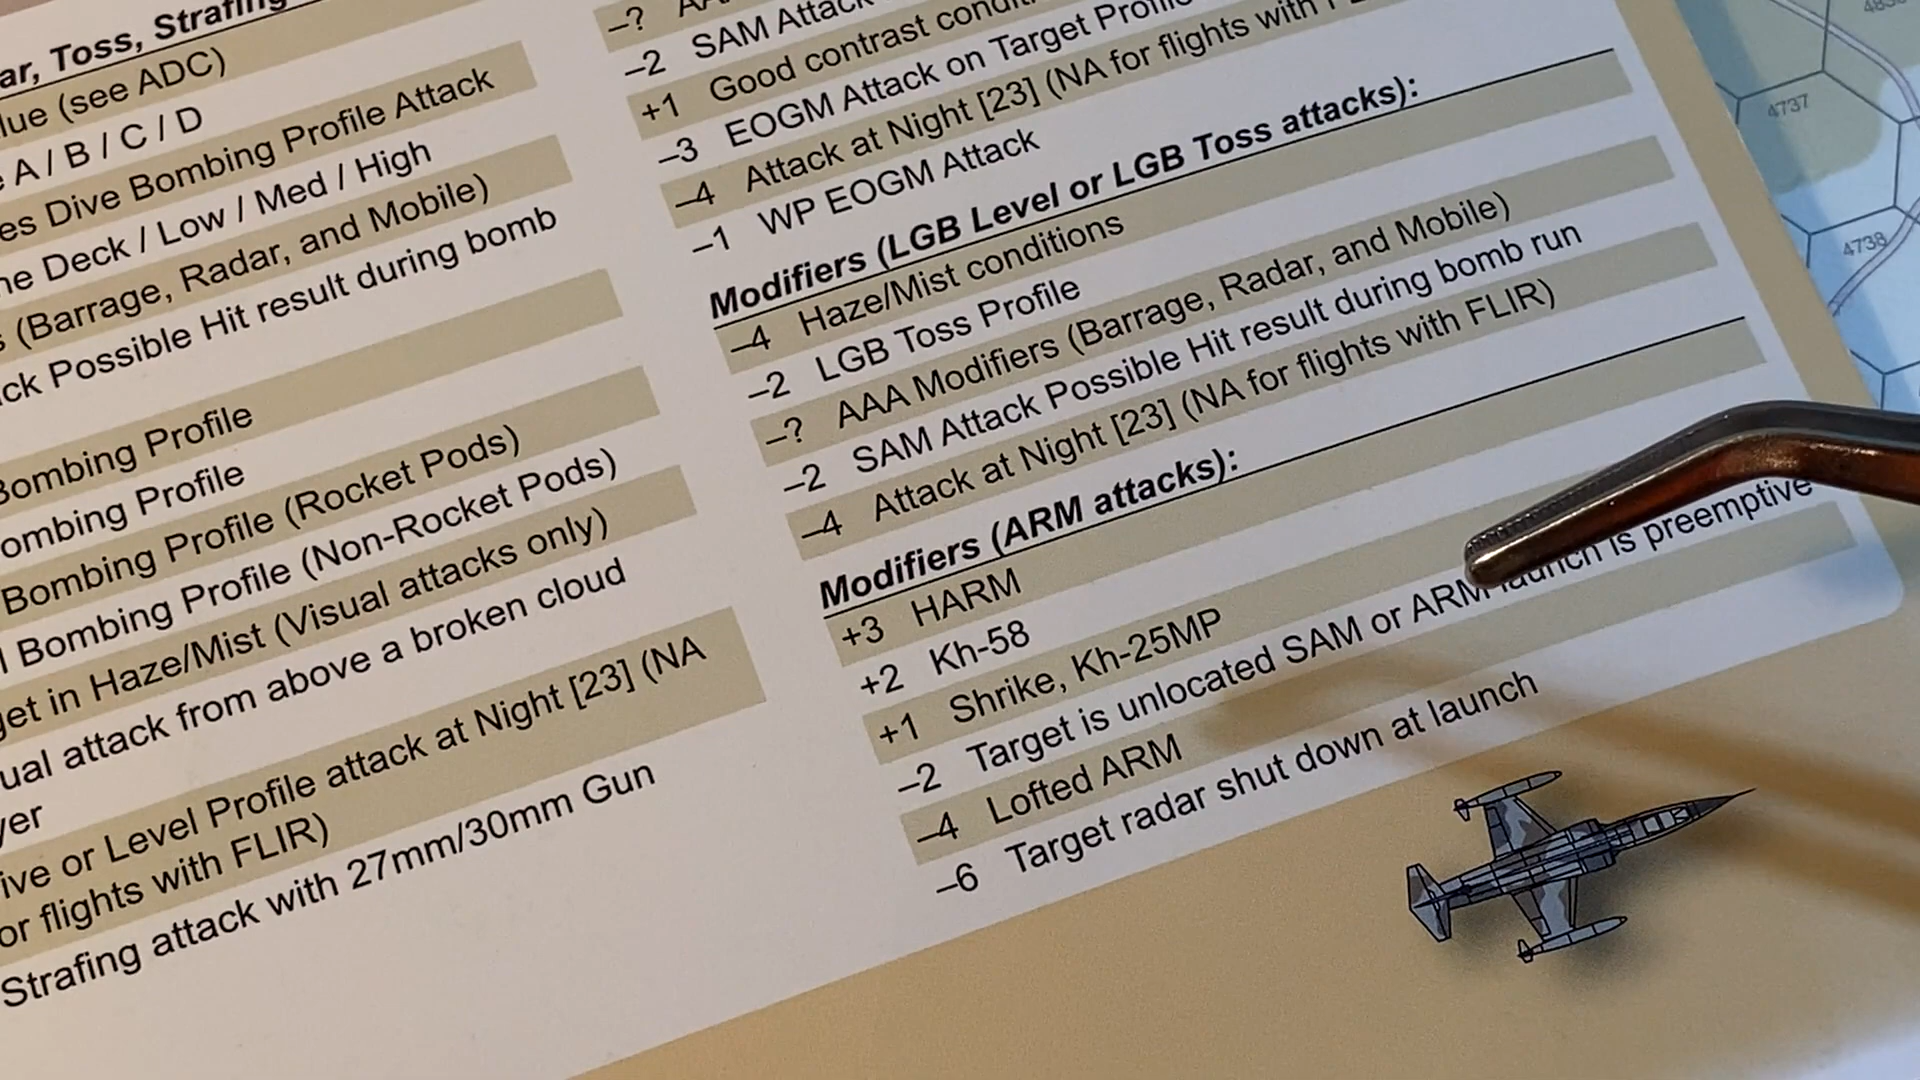 ar, Toss, Strafing
lue (see ADC)
A / B / C / D
es Dive Bombing Profile Attack
he Deck / Low / Med / High
(Barrage, Radar, and Mobile)
ck Possible Hit result during bomb
Bombing Profile
ombing Profile
Bombing Profile (Rocket Pods)
l Bombing Profile (Non-Rocket Pods)
get in Haze/Mist (Visual attacks only)
ual attack from above a broken cloud
yer
ive or Level Profile attack at Night [23] (NA
or flights with FLIR)
Strafing attack with 27mm/30mm Gun
–?
–2 SAM Attack
+1 Good contrast
–3 EOGM Attack on Target Profile
–4 Attack at Night [23] (NA for flights with
–1 WP EOGM Attack
Modifiers (LGB Level or LGB Toss attacks):
–4 Haze/Mist conditions
–2 LGB Toss Profile
–? AAA Modifiers (Barrage, Radar, and Mobile)
–2 SAM Attack Possible Hit result during bomb run
–4 Attack at Night [23] (NA for flights with FLIR)
Modifiers (ARM attacks):
+3 HARM
+2 Kh-58
+1 Shrike, Kh-25MP
–2 Target is unlocated SAM or ARM launch is preemptive
–4 Lofted ARM
–6 Target radar shut down at launch
4737
4738